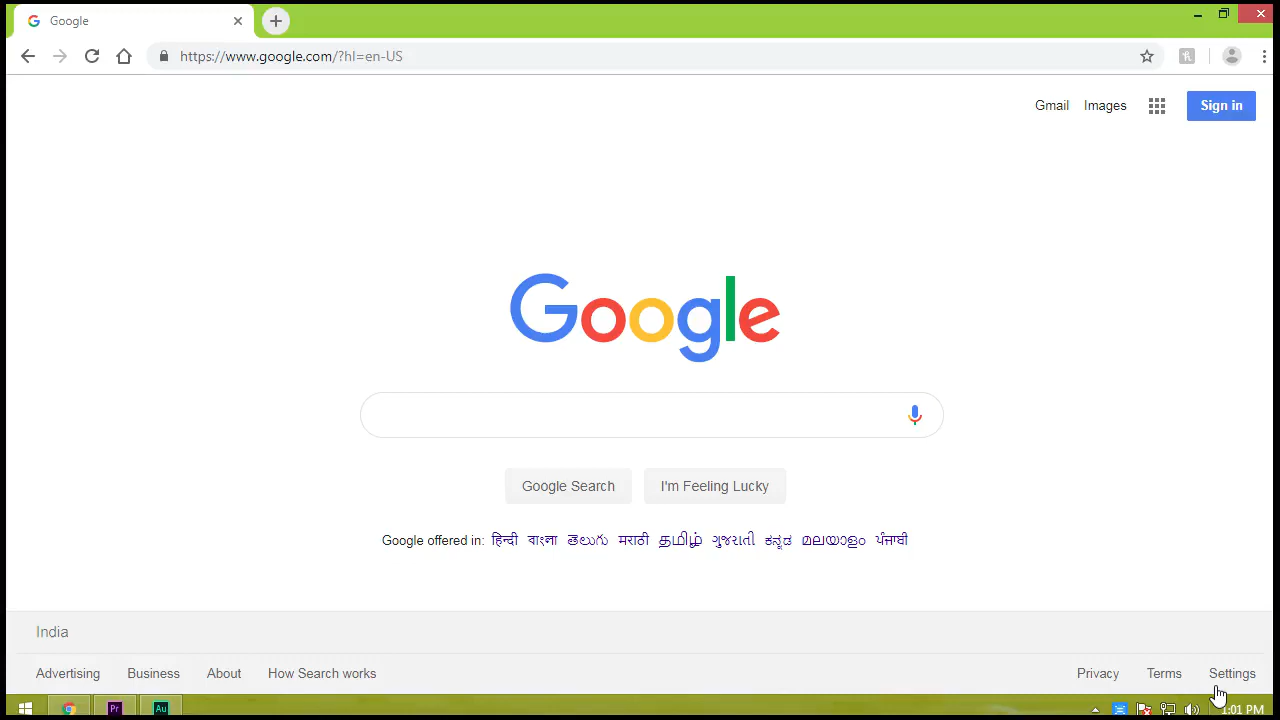 Google
https://www.google.com/?hl=en-US
Gmail Images Sign in
Google
Google Search I'm Feeling Lucky
Google offered in: हिन्दी বাংলা తెలుగు मराठी தமிழ் ગુજરાતી ಕನ್ನಡ മലയാളം ਪੰਜਾਬੀ
India
Advertising Business About How Search works Privacy Terms Settings
Pr Au 1:01 PM